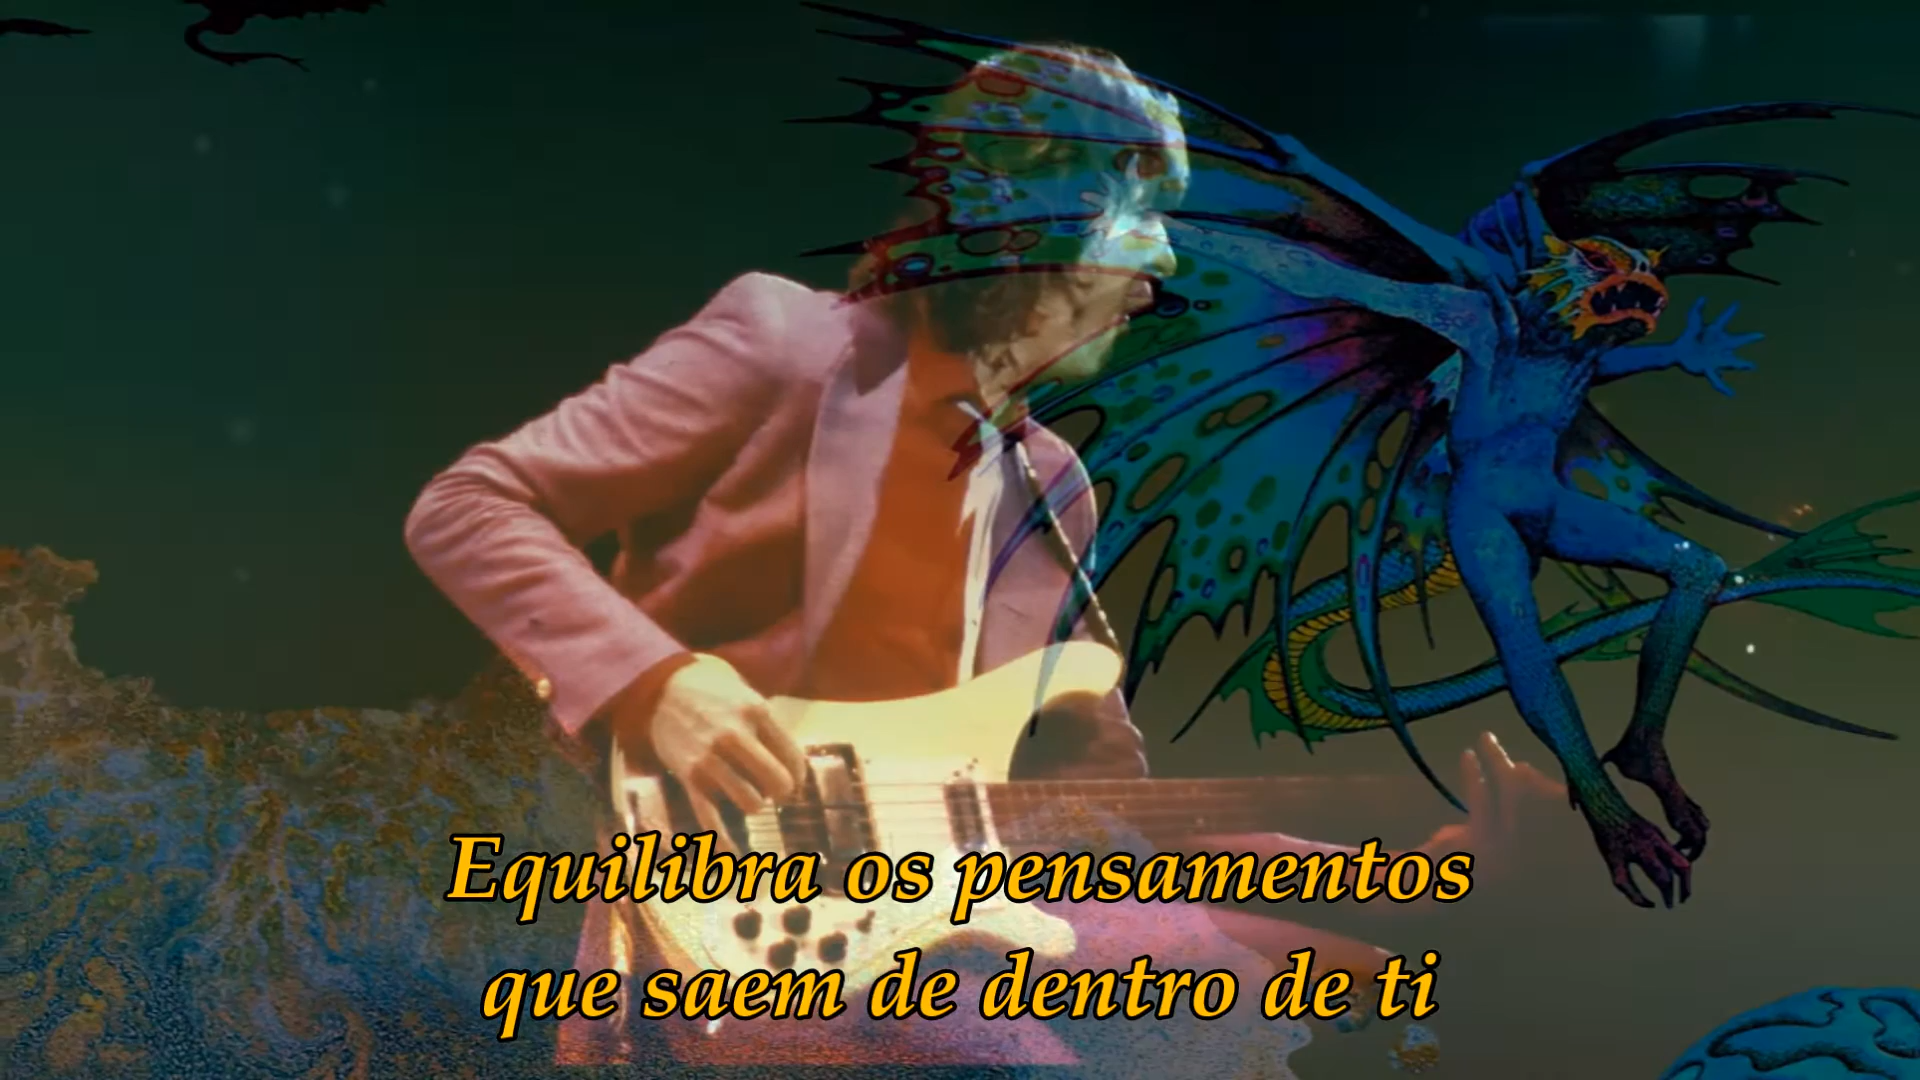 Equilibra os pensamentos
que saem de dentro de ti